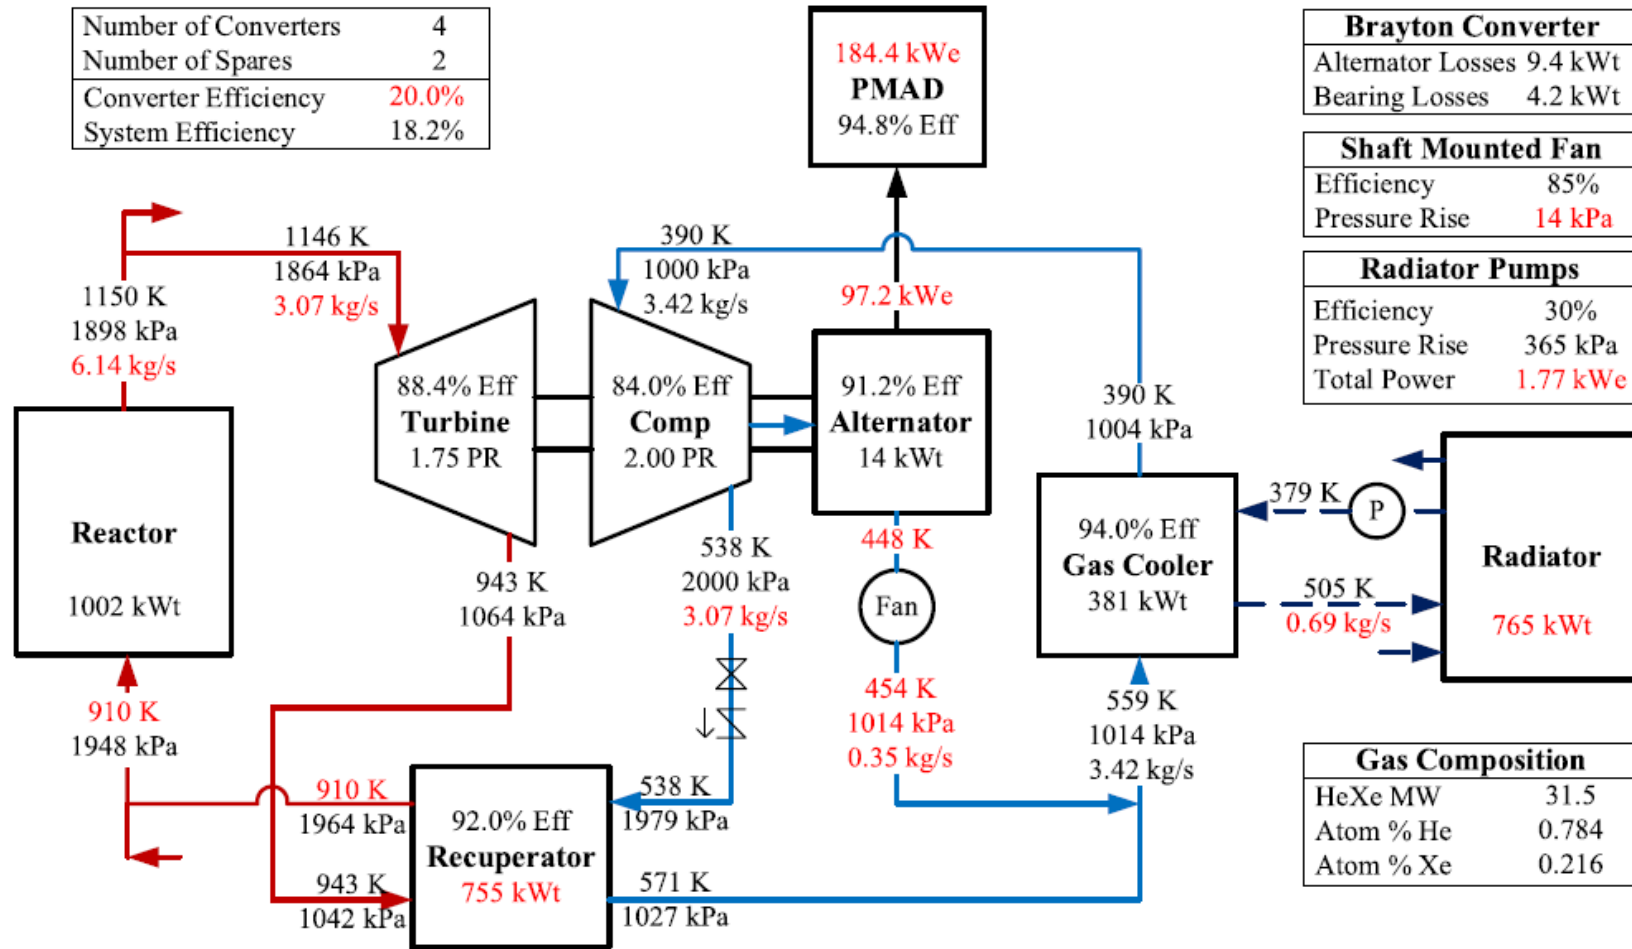 Number of Converters 4
Number of Spares 2
Converter Efficiency 20.0%
System Efficiency 18.2%
184.4 kWe
PMAD
94.8% Eff
Brayton Converter
Alternator Losses 9.4 kWt
Bearing Losses 4.2 kWt
Shaft Mounted Fan
Efficiency 85%
Pressure Rise 14 kPa
Radiator Pumps
Efficiency 30%
Pressure Rise 365 kPa
Total Power 1.77 kWe
1150 K
1898 kPa
6.14 kg/s
1146 K
1864 kPa
3.07 kg/s
390 K
1000 kPa
3.42 kg/s
97.2 kWe
88.4% Eff
Turbine
1.75 PR
84.0% Eff
Comp
2.00 PR
91.2% Eff
Alternator
14 kWt
390 K
1004 kPa
Reactor
1002 kWt
943 K
1064 kPa
538 K
2000 kPa
3.07 kg/s
448 K
Fan
454 K
1014 kPa
0.35 kg/s
94.0% Eff
Gas Cooler
381 kWt
379 K
P
505 K
0.69 kg/s
Radiator
765 kWt
559 K
1014 kPa
3.42 kg/s
910 K
1948 kPa
910 K
1964 kPa
943 K
1042 kPa
92.0% Eff
Recuperator
755 kWt
538 K
1979 kPa
571 K
1027 kPa
Gas Composition
HeXe MW 31.5
Atom % He 0.784
Atom % Xe 0.216